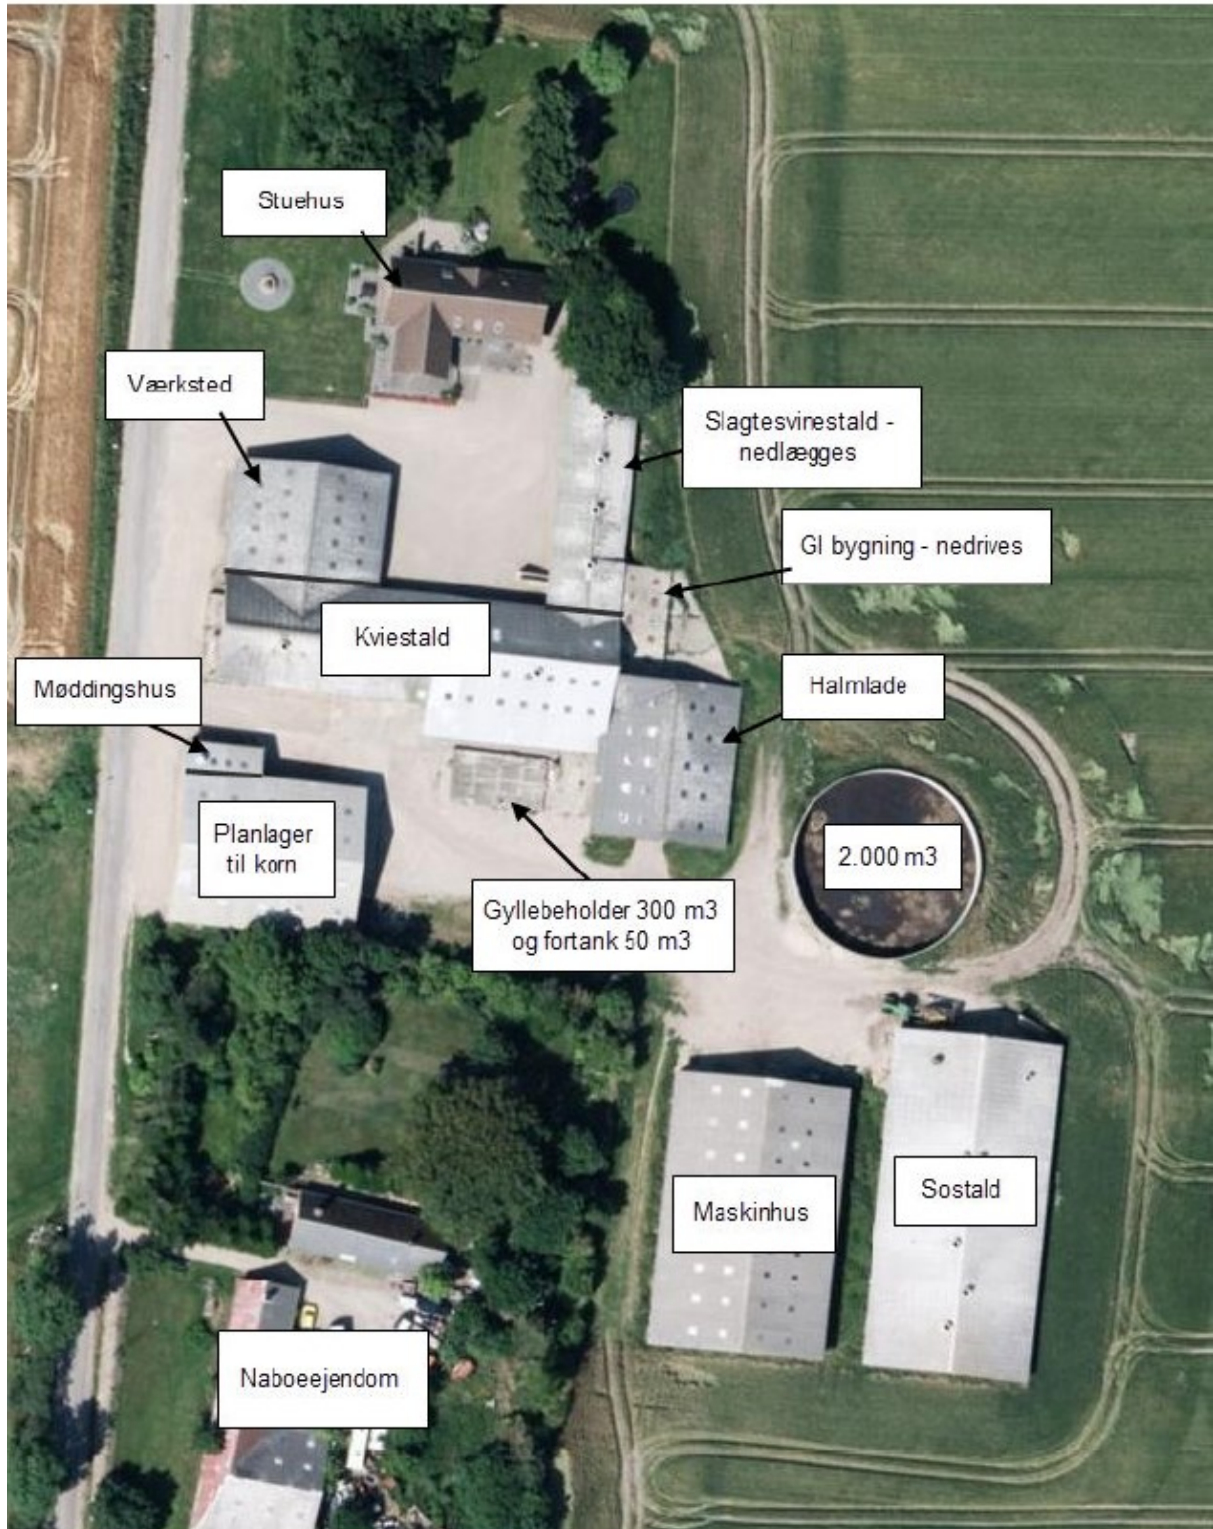 Stuehus
Værksted
Slagtesvinestald -
nedlægges
Gl bygning - nedrives
Kviestald
Møddingshus
Halmlade
Planlager
til korn
2.000 m3
Gyllebeholder 300 m3
og fortank 50 m3
Sostald
Maskinhus
Naboeejendom